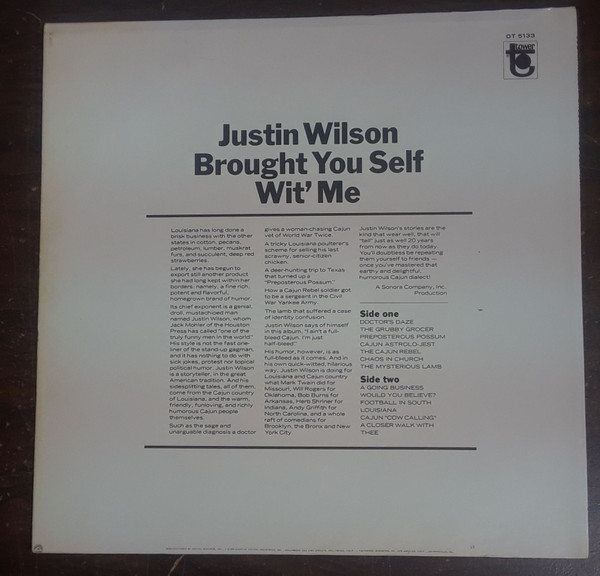 DT 5133
tower
Justin Wilson
Brought You Self
Wit' Me
Louisiana has long done a
brisk business with the other
states in cotton, pecans,
petroleum, lumber, muskrat
furs, and succulent, deep red
strawberries.
Lately, she has begun to
export still another product
she had long kept within her
borders: namely, a fine rich,
potent and flavorful,
homegrown brand of humor.
Its chief exponent is a genial,
droll, mustachioed man
named Justin Wilson, whom
Jack Mohler of the Houston
Press has called "one of the
truly funny men in the world."
His style is not the fast one-
liner of the stand-up gagman,
and it has nothing to do with
sick jokes, protest nor topical
political humor. Justin Wilson
is a storyteller, in the great
American tradition. And his
sidesplitting tales, all of them,
come from the Cajun country
of Louisiana, and the warm,
friendly, funloving, and richly
humorous Cajun people
themselves.
Such as the sage and
unarguable diagnosis a doctor
gives a woman-chasing Cajun
vet of World War Twice.
A tricky Louisiana poulterer's
scheme for selling his last
scrawny, senior-citizen
chicken.
A deer-hunting trip to Texas
that turned up a
"Preposterous Possum."
How a Cajun Rebel soldier got
to be a sergeant in the Civil
War Yankee Army.
The lamb that suffered a case
of identity confusion.
Justin Wilson says of himself
in this album, "I ain't a full-
bleed Cajun. I'm just
half-bleed."
His humor, however, is as
full-bleed as it comes. And in
his own quick-witted, hilarious
way, Justin Wilson is doing for
Louisiana and Cajun country
what Mark Twain did for
Missouri, Will Rogers for
Oklahoma, Bob Burns for
Arkansas, Herb Shriner for
Indiana, Andy Griffith for
North Carolina, and a whole
raft of comedians for
Brooklyn, the Bronx and New
York City.
Justin Wilson's stories are the
kind that wear well, that will
"tell" just as well 20 years
from now as they do today.
You'll doubtless be repeating
them yourself to friends —
once you've mastered that
earthy and delightful,
humorous Cajun dialect!
A Sonora Company, Inc.
Production
Side one
DOCTOR'S DAZE
THE GRUBBY GROCER
PREPOSTEROUS POSSUM
CAJUN ASTROLO-JEST
THE CAJUN REBEL
CHAOS IN CHURCH
THE MYSTERIOUS LAMB
Side two
A GOING BUSINESS
WOULD YOU BELIEVE?
FOOTBALL IN SOUTH
LOUISIANA
CAJUN "COW CALLING"
A CLOSER WALK WITH
THEE